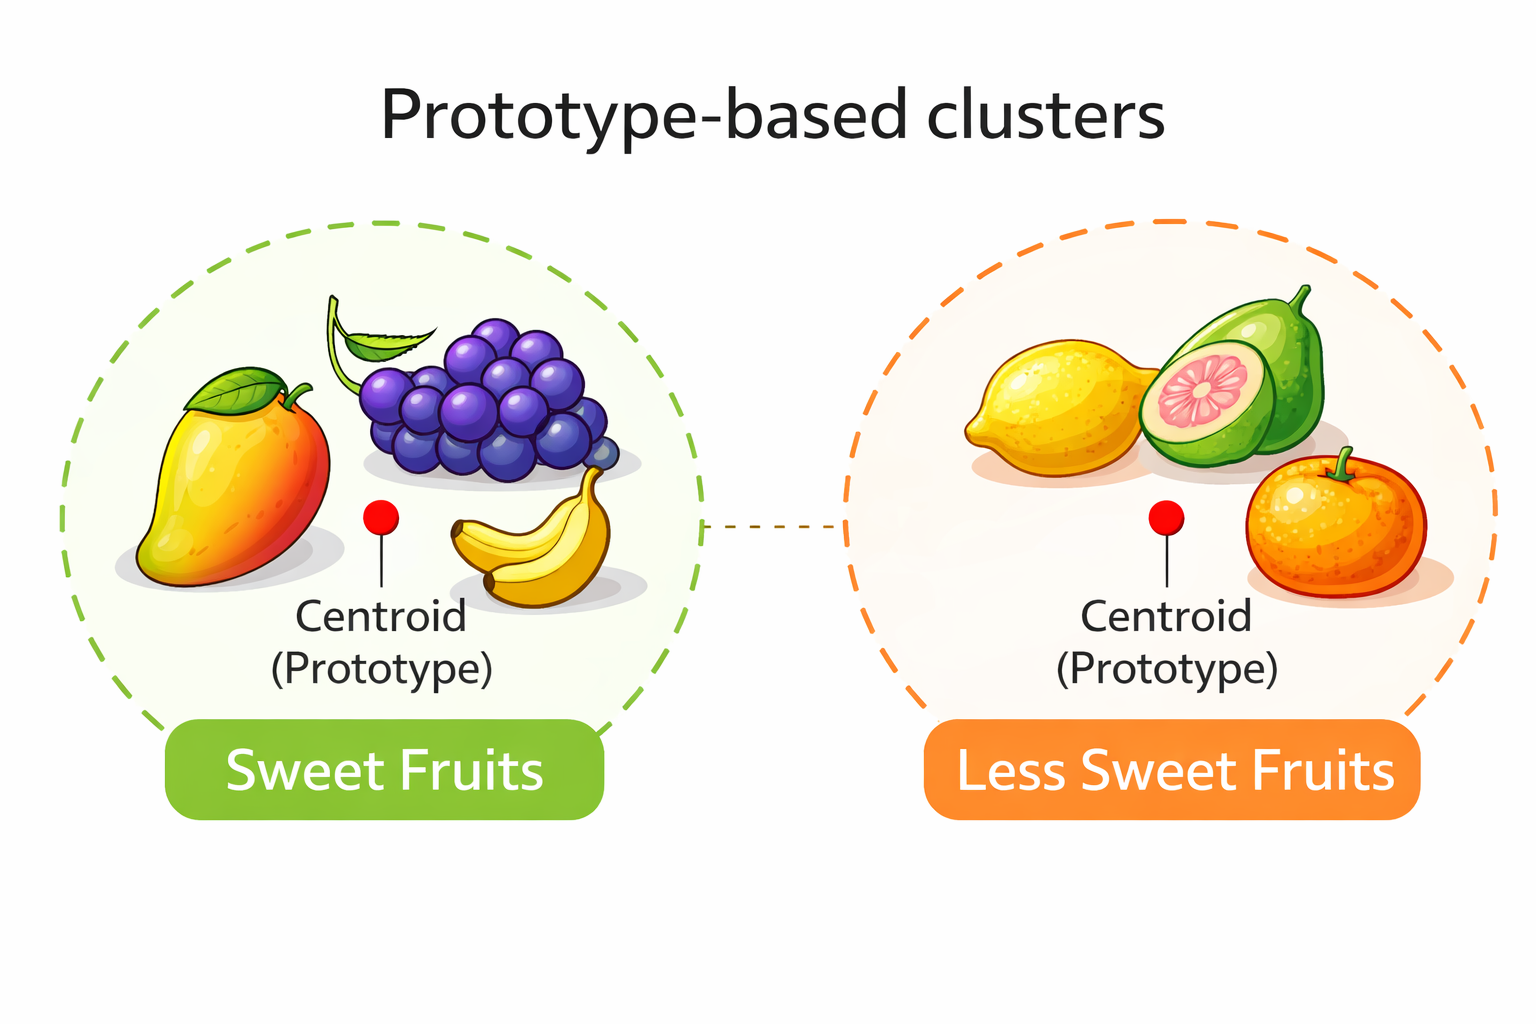 Prototype-based clusters
Centroid
(Prototype)
Sweet Fruits
Centroid
(Prototype)
Less Sweet Fruits